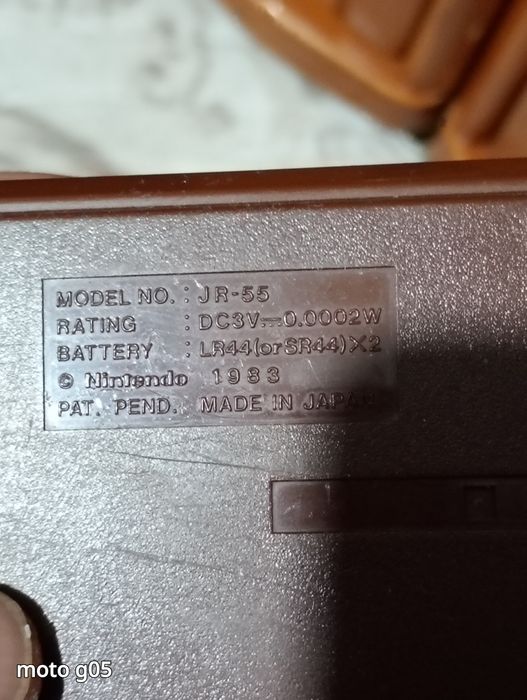 MODEL NO. : JR-55
RATING : DC3V⎓0.0002W
BATTERY : LR44(or SR44)×2
© Nintendo 1983
PAT. PEND. MADE IN JAPAN
moto g05